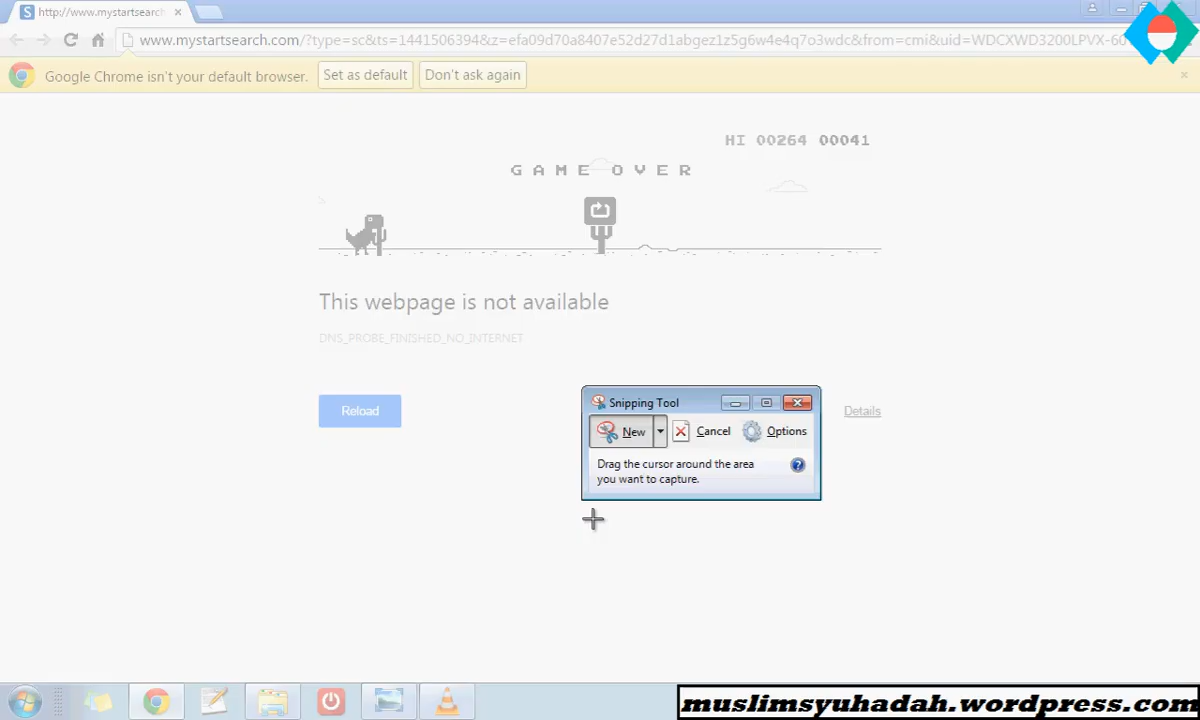 http://www.mystartsearch
www.mystartsearch.com/?type=sc&ts=1441506394&z=efa09d70a8407e52d27d1abgez1z5g6w4e4q7o3wdc&from=cmi&uid=WDCXWD3200LPVX-60
Google Chrome isn't your default browser.
Set as default
Don't ask again
HI 00264 00041
GAME OVER
This webpage is not available
DNS_PROBE_FINISHED_NO_INTERNET
Reload
Details
Snipping Tool
New
Cancel
Options
Drag the cursor around the area
you want to capture.
muslimsyuhadah.wordpress.com